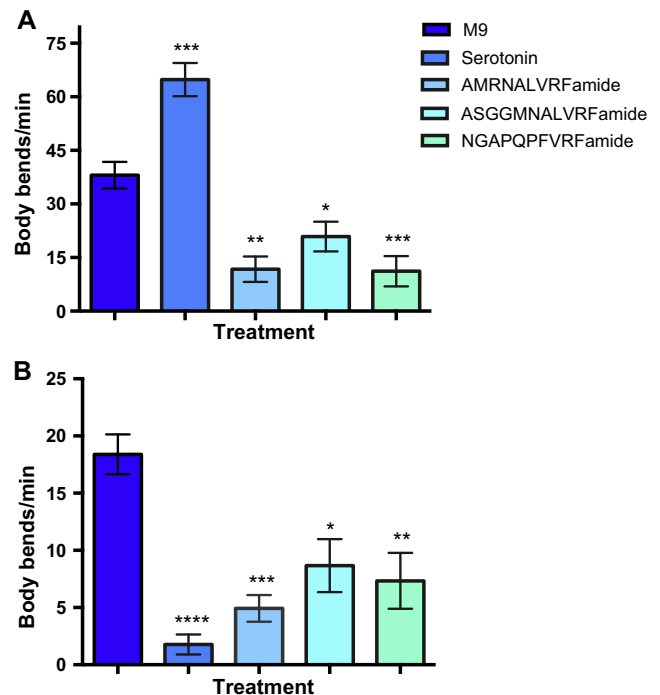 A
Body bends/min
75
60
45
30
15
0
***
**
*
***
Treatment
M9
Serotonin
AMRNALVRFamide
ASGGMNALVRFamide
NGAPQPFVRFamide
B
Body bends/min
25
20
15
10
5
0
****
***
*
**
Treatment